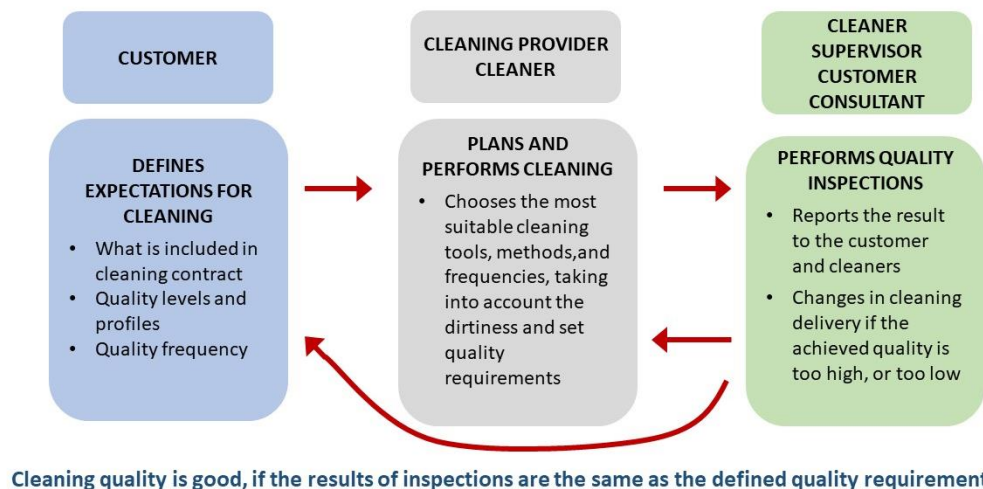 CUSTOMER
DEFINES
EXPECTATIONS FOR
CLEANING
• What is included in
cleaning contract
• Quality levels and
profiles
• Quality frequency
CLEANING PROVIDER
CLEANER
PLANS AND
PERFORMS CLEANING
• Chooses the most
suitable cleaning
tools, methods,and
frequencies, taking
into account the
dirtiness and set
quality
requirements
CLEANER
SUPERVISOR
CUSTOMER
CONSULTANT
PERFORMS QUALITY
INSPECTIONS
• Reports the result
to the customer
and cleaners
• Changes in cleaning
delivery if the
achieved quality is
too high, or too low
Cleaning quality is good, if the results of inspections are the same as the defined quality requirement